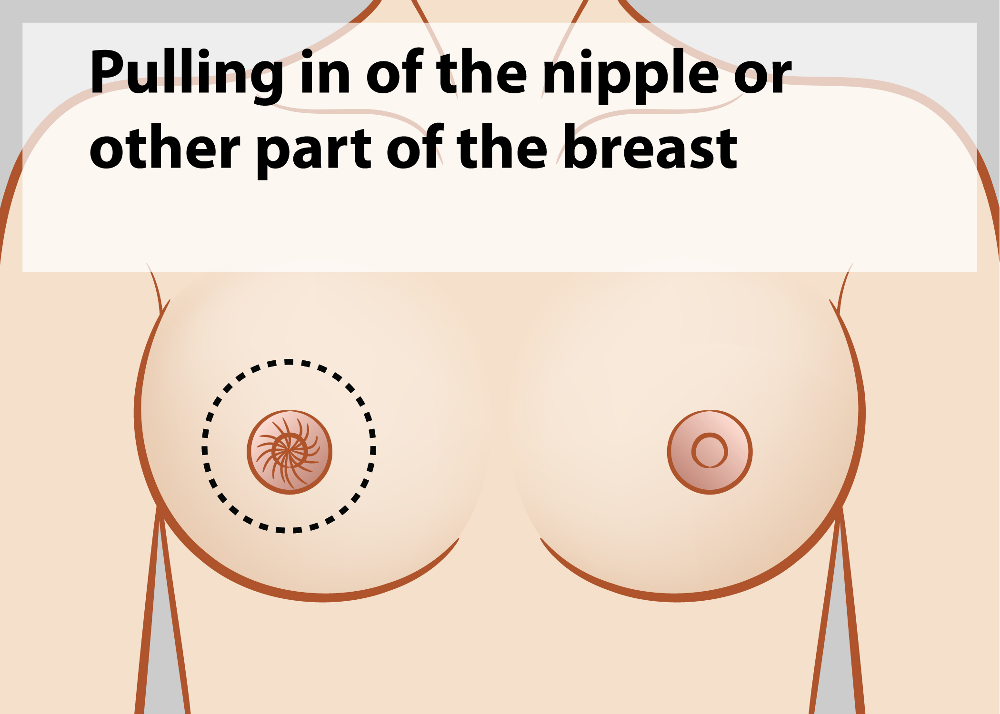 Pulling in of the nipple or
other part of the breast